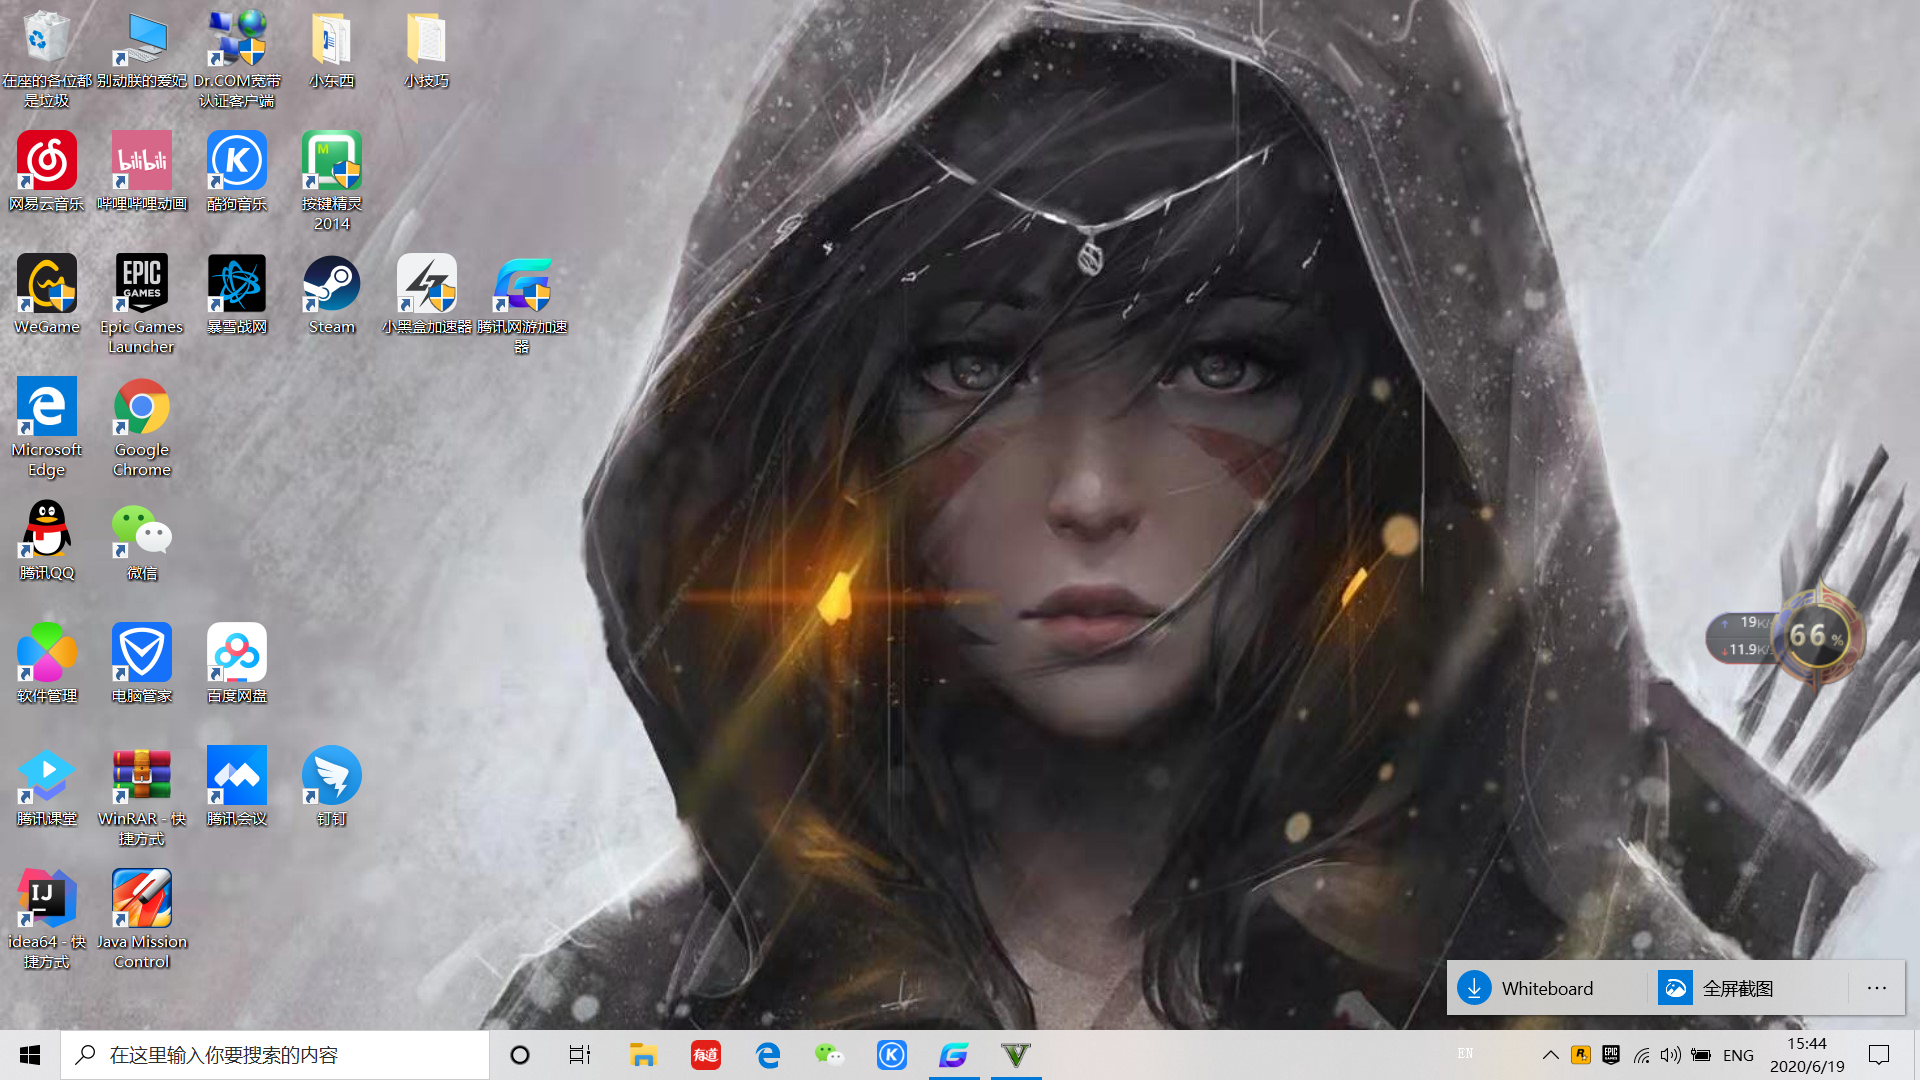 在座的各位都
是垃圾
别动朕的爱妃
Dr.COM宽带
认证客户端
小东西
小技巧
网易云音乐
bilibili
哔哩哔哩动画
K
酷狗音乐
M
按键精灵
2014
WeGame
EPIC
GAMES
Epic Games
Launcher
暴雪战网
Steam
小黑盒加速器
腾讯网游加速
器
Microsoft
Edge
Google
Chrome
腾讯QQ
微信
软件管理
电脑管家
百度网盘
腾讯课堂
WinRAR - 快
捷方式
腾讯会议
钉钉
IJ
idea64 - 快
捷方式
Java Mission
Control
↑ 19K/s
↓11.9K/s
66 %
Whiteboard
全屏截图
···
在这里输入你要搜索的内容
有道
K
V
EN
R
EPIC
ENG
15:44
2020/6/19